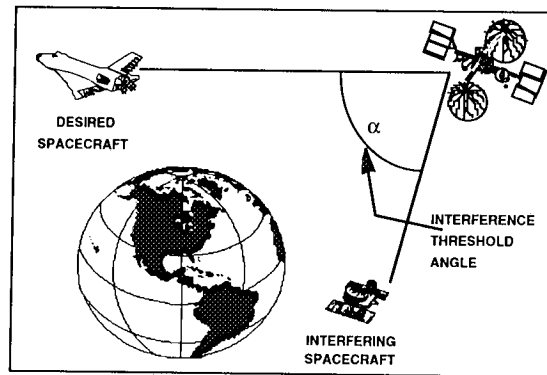 DESIRED
SPACECRAFT
α
INTERFERENCE
THRESHOLD
ANGLE
INTERFERING
SPACECRAFT